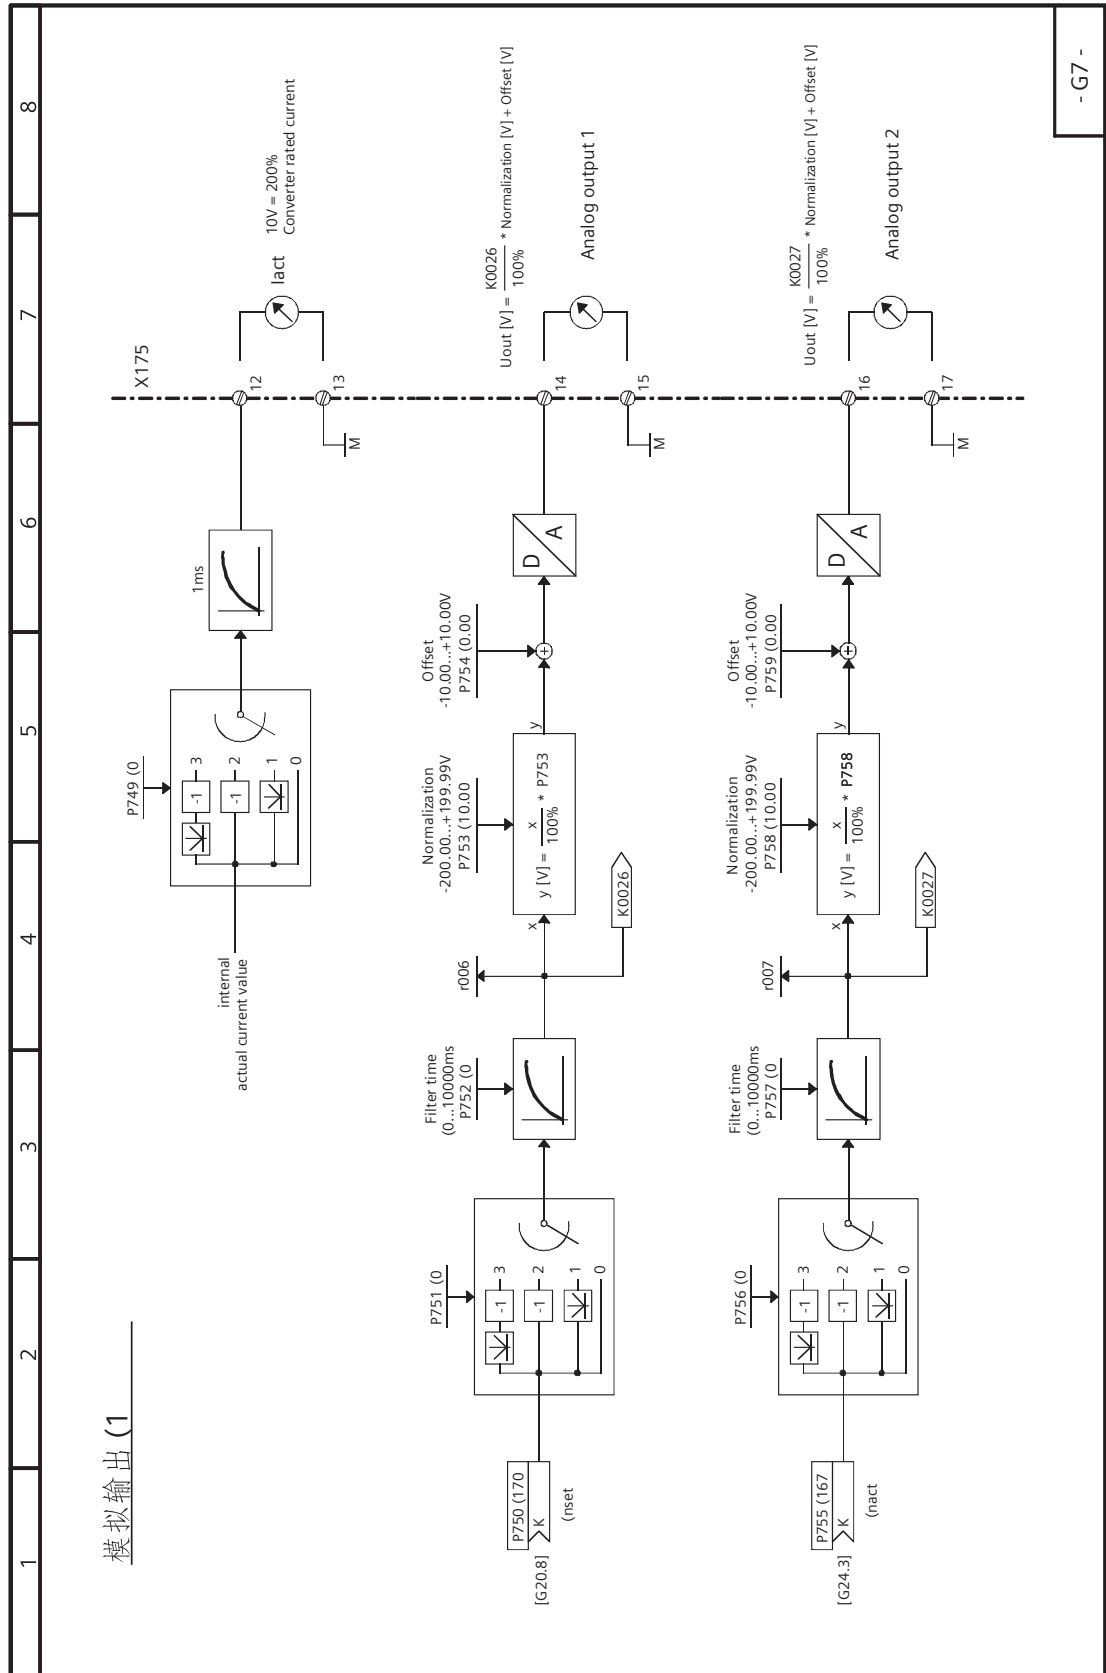 模拟输出 (1
1
2
3
4
5
6
7
8
internal
actual current value
P749 (0
-1
3
-1
2
1
0
1ms
X175
12
13
M
Iact
10V = 200%
Converter rated current
[G20.8]
P750 (170
K
(nset
P751 (0
-1
3
-1
2
1
0
Filter time
(0...10000ms
P752 (0
r006
K0026
x
Normalization
-200.00...+199.99V
P753 (10.00
y [V] = x / 100% * P753
y
Offset
-10.00...+10.00V
P754 (0.00
+
D
A
14
15
M
Uout [V] = K0026 / 100% * Normalization [V] + Offset [V]
Analog output 1
[G24.3]
P755 (167
K
(nact
P756 (0
-1
3
-1
2
1
0
Filter time
(0...10000ms
P757 (0
r007
K0027
x
Normalization
-200.00...+199.99V
P758 (10.00
y [V] = x / 100% * P758
y
Offset
-10.00...+10.00V
P759 (0.00
+
D
A
16
17
M
Uout [V] = K0027 / 100% * Normalization [V] + Offset [V]
Analog output 2
- G7 -